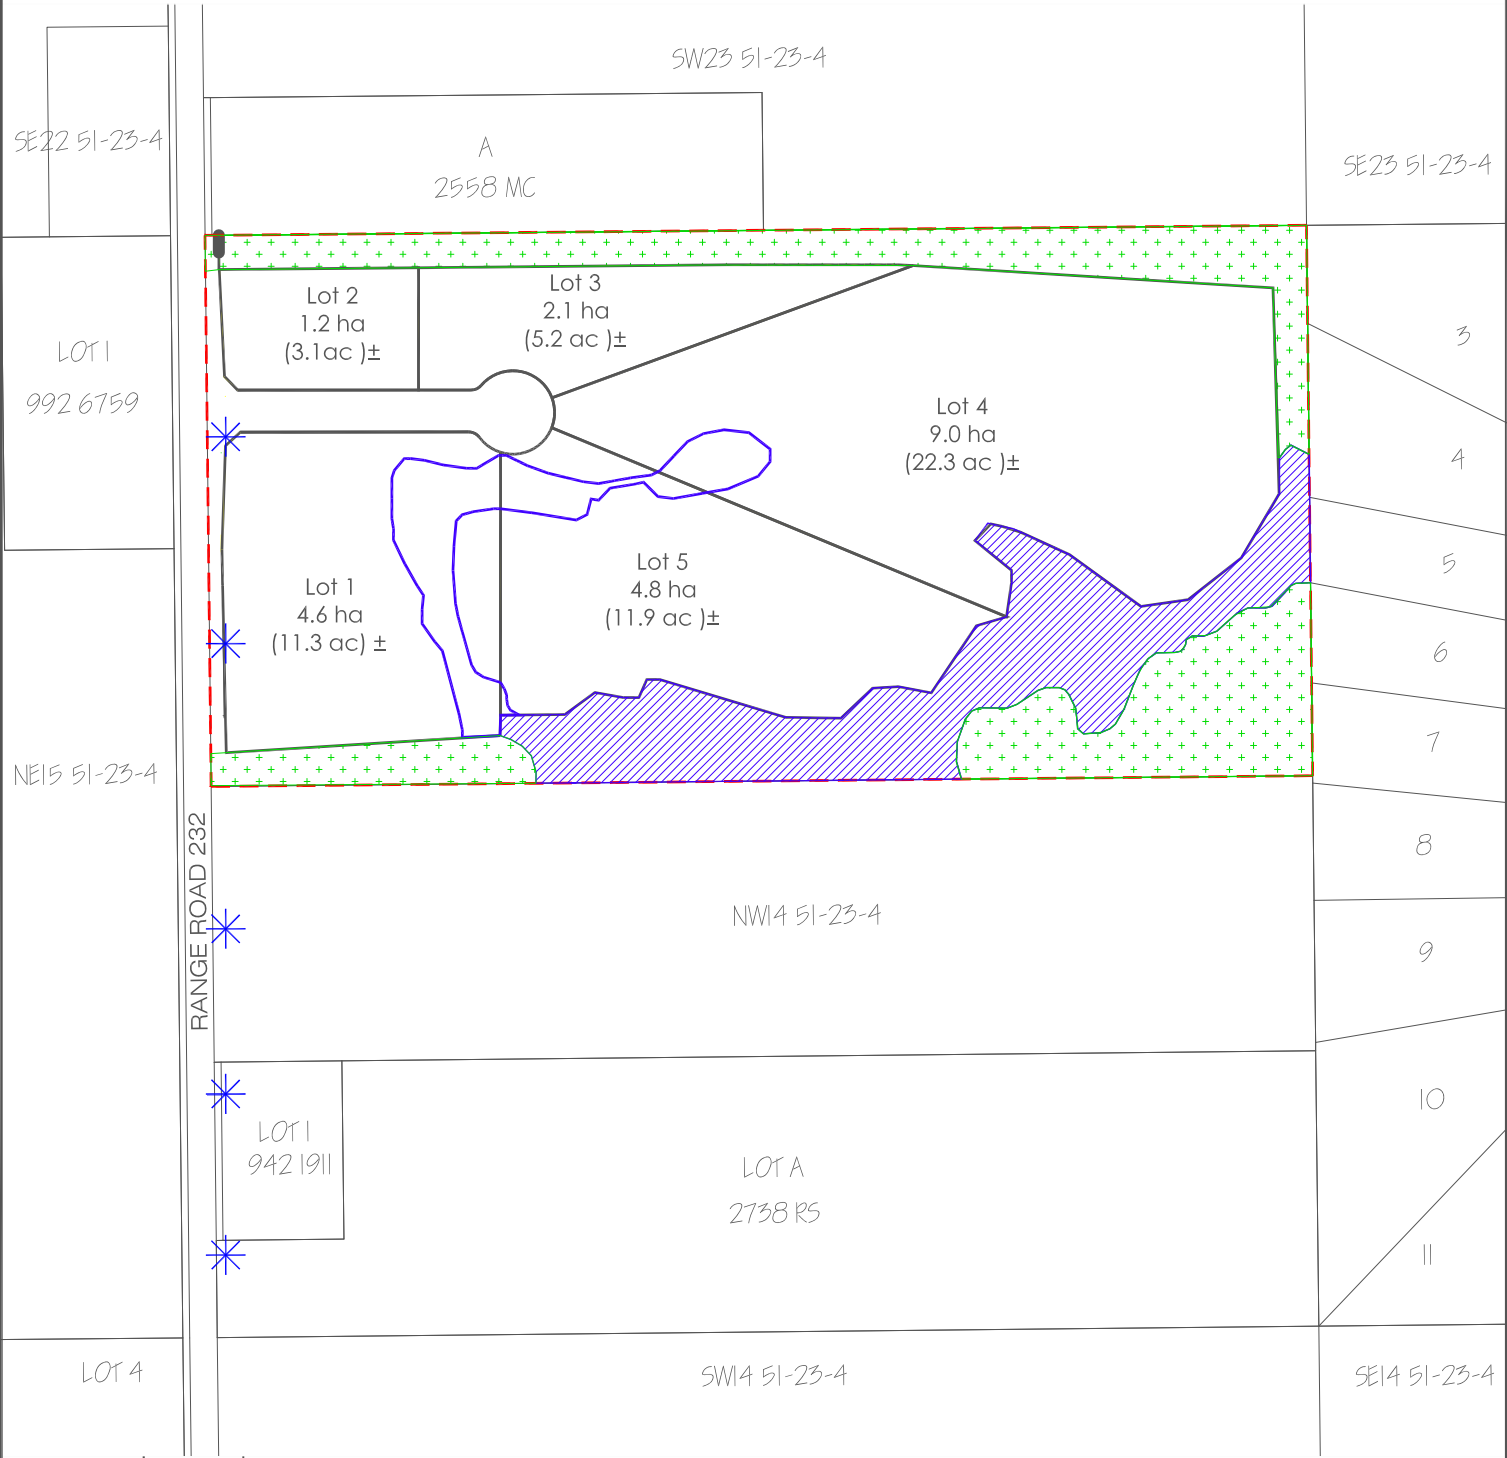 SW23 51-23-4
SE22 51-23-4
A
2558 MC
SE23 51-23-4
Lot 2
1.2 ha
(3.1ac )±
Lot 3
2.1 ha
(5.2 ac )±
3
LOT 1
992 6759
Lot 4
9.0 ha
(22.3 ac )±
4
Lot 5
4.8 ha
(11.9 ac )±
5
Lot 1
4.6 ha
(11.3 ac) ±
6
7
NE15 51-23-4
RANGE ROAD 232
8
NW14 51-23-4
9
10
LOT 1
942 1911
LOT A
2738 RS
11
LOT 4
SW14 51-23-4
SE14 51-23-4